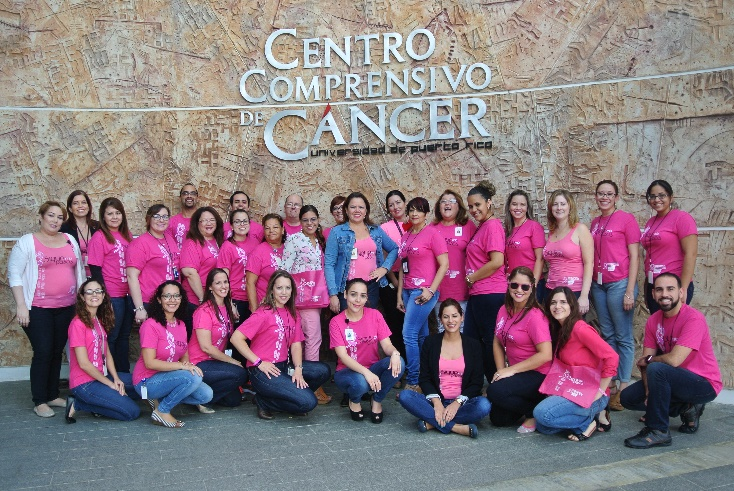 CENTRO
COMPRENSIVO
DE CÁNCER
universidad de puerto rico